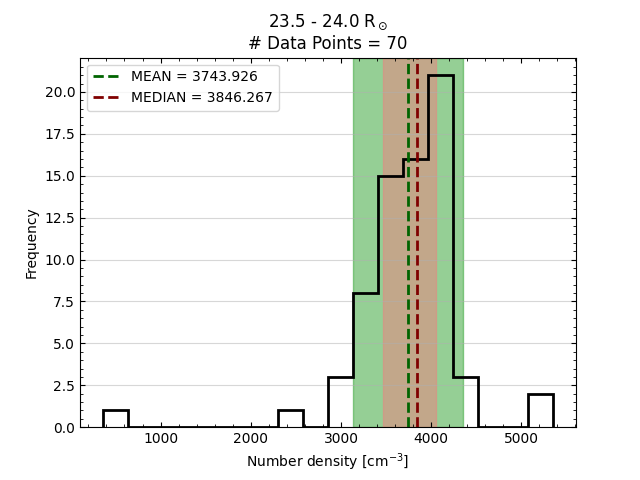 23.5 - 24.0 R⊙
# Data Points = 70
MEAN = 3743.926
MEDIAN = 3846.267
20.0
17.5
15.0
12.5
10.0
7.5
5.0
2.5
0.0
Frequency
1000 2000 3000 4000 5000
Number density [cm⁻³]